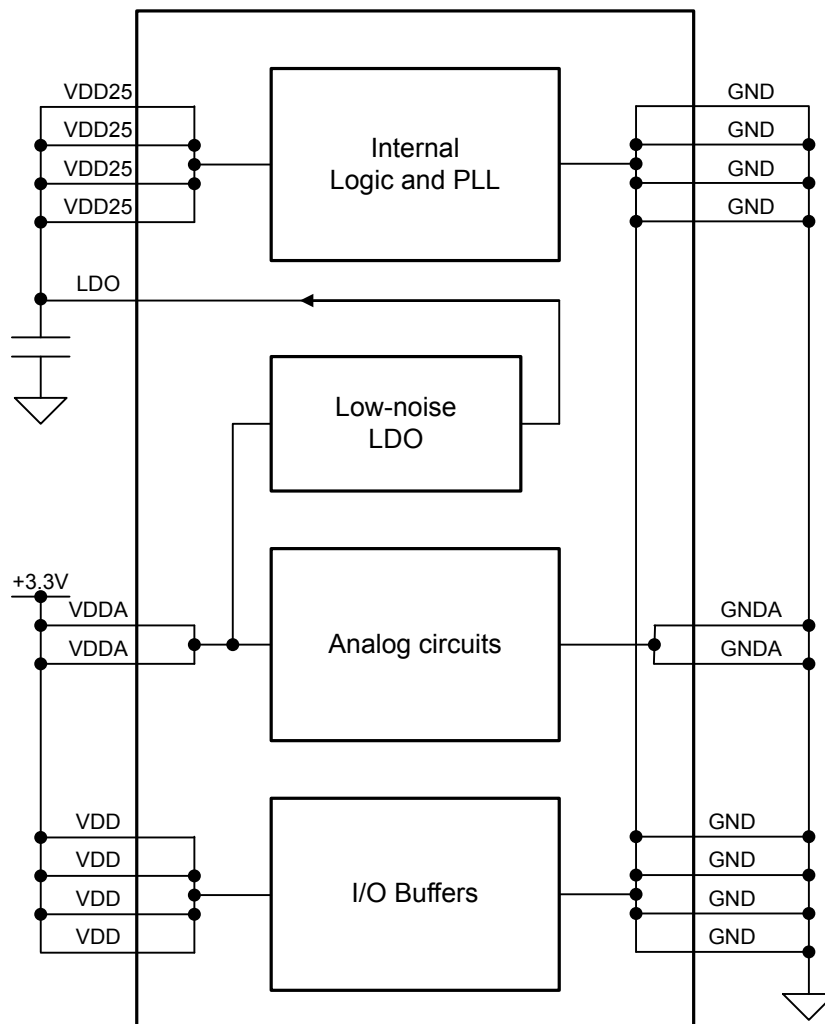 VDD25
VDD25
VDD25
VDD25
Internal
Logic and PLL
GND
GND
GND
GND
LDO
Low-noise
LDO
+3.3V
VDDA
VDDA
Analog circuits
GNDA
GNDA
VDD
VDD
VDD
VDD
I/O Buffers
GND
GND
GND
GND